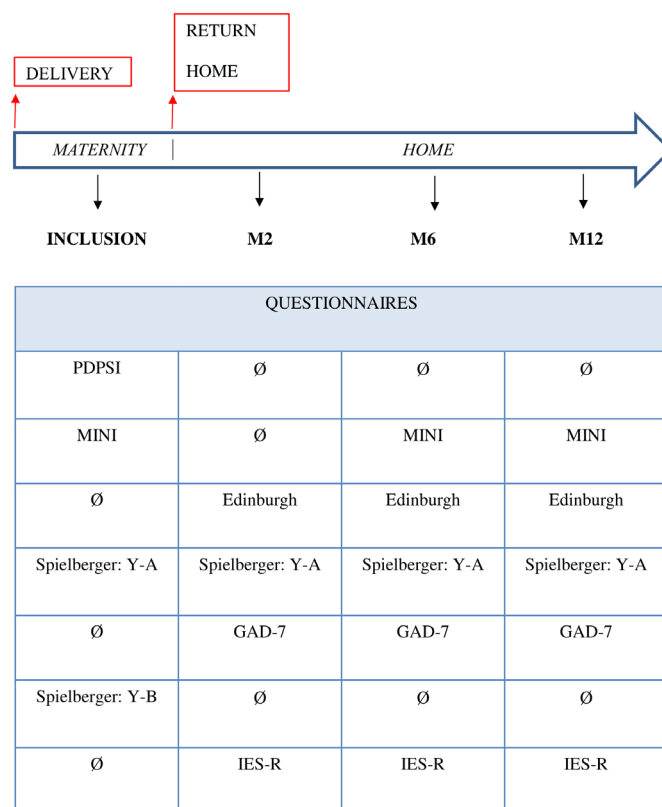 RETURN
HOME
DELIVERY
MATERNITY
HOME
INCLUSION M2 M6 M12
QUESTIONNAIRES
PDPSI Ø Ø Ø
MINI Ø MINI MINI
Ø Edinburgh Edinburgh Edinburgh
Spielberger: Y-A Spielberger: Y-A Spielberger: Y-A Spielberger: Y-A
Ø GAD-7 GAD-7 GAD-7
Spielberger: Y-B Ø Ø Ø
Ø IES-R IES-R IES-R